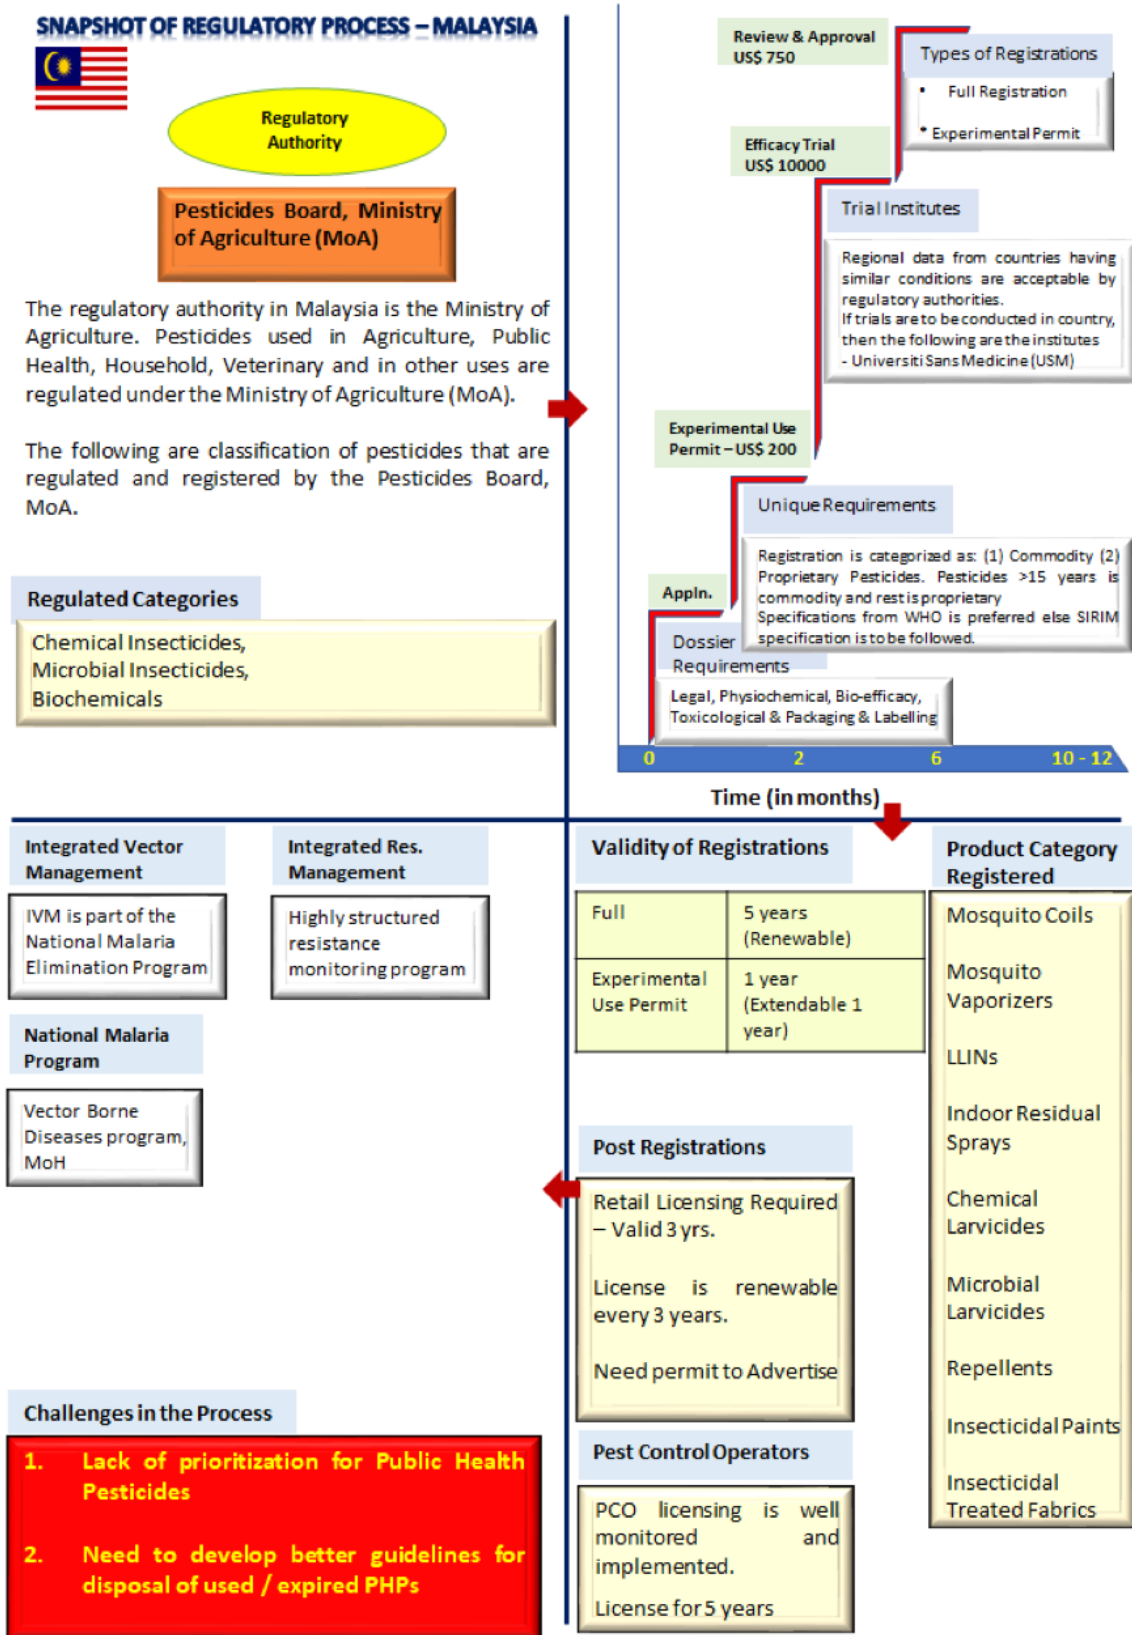 SNAPSHOT OF REGULATORY PROCESS – MALAYSIA
Regulatory
Authority
Pesticides Board, Ministry
of Agriculture (MoA)
The regulatory authority in Malaysia is the Ministry of
Agriculture. Pesticides used in Agriculture, Public
Health, Household, Veterinary and in other uses are
regulated under the Ministry of Agriculture (MoA).
The following are classification of pesticides that are
regulated and registered by the Pesticides Board,
MoA.
Regulated Categories
Chemical Insecticides,
Microbial Insecticides,
Biochemicals
Review & Approval
US$ 750
Types of Registrations
• Full Registration
* Experimental Permit
Efficacy Trial
US$ 10000
Trial Institutes
Regional data from countries having
similar conditions are acceptable by
regulatory authorities.
If trials are to be conducted in country,
then the following are the institutes
- Universiti Sans Medicine (USM)
Experimental Use
Permit – US$ 200
Unique Requirements
Registration is categorized as: (1) Commodity (2)
Proprietary Pesticides. Pesticides >15 years is
commodity and rest is proprietary
Specifications from WHO is preferred else SIRIM
specification is to be followed.
Appln.
Dossier
Requirements
Legal, Physiochemical, Bio-efficacy,
Toxicological & Packaging & Labelling
0 2 6 10 - 12
Time (in months)
Integrated Vector
Management
IVM is part of the
National Malaria
Elimination Program
Integrated Res.
Management
Highly structured
resistance
monitoring program
National Malaria
Program
Vector Borne
Diseases program,
MoH
Challenges in the Process
1. Lack of prioritization for Public Health
Pesticides
2. Need to develop better guidelines for
disposal of used / expired PHPs
Validity of Registrations
Full 5 years
(Renewable)
Experimental 1 year
Use Permit (Extendable 1
year)
Post Registrations
Retail Licensing Required
– Valid 3 yrs.
License is renewable
every 3 years.
Need permit to Advertise
Pest Control Operators
PCO licensing is well
monitored and
implemented.
License for 5 years
Product Category
Registered
Mosquito Coils
Mosquito
Vaporizers
LLINs
Indoor Residual
Sprays
Chemical
Larvicides
Microbial
Larvicides
Repellents
Insecticidal Paints
Insecticidal
Treated Fabrics